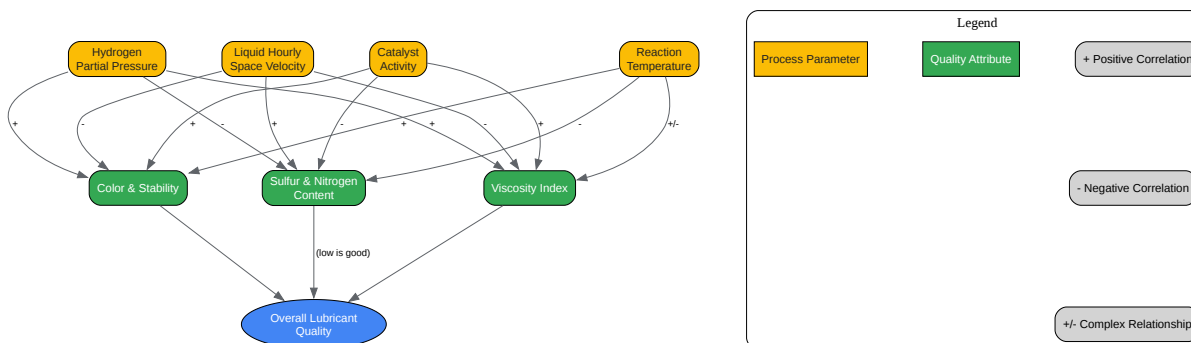 Legend
Hydrogen
Partial Pressure
Liquid Hourly
Space Velocity
Catalyst
Activity
Reaction
Temperature
Process Parameter
Quality Attribute
+ Positive Correlation
+
-
+
+
-
-
+
+
-
+
-
+/-
Color & Stability
Sulfur & Nitrogen
Content
Viscosity Index
- Negative Correlation
(low is good)
Overall Lubricant
Quality
+/- Complex Relationship